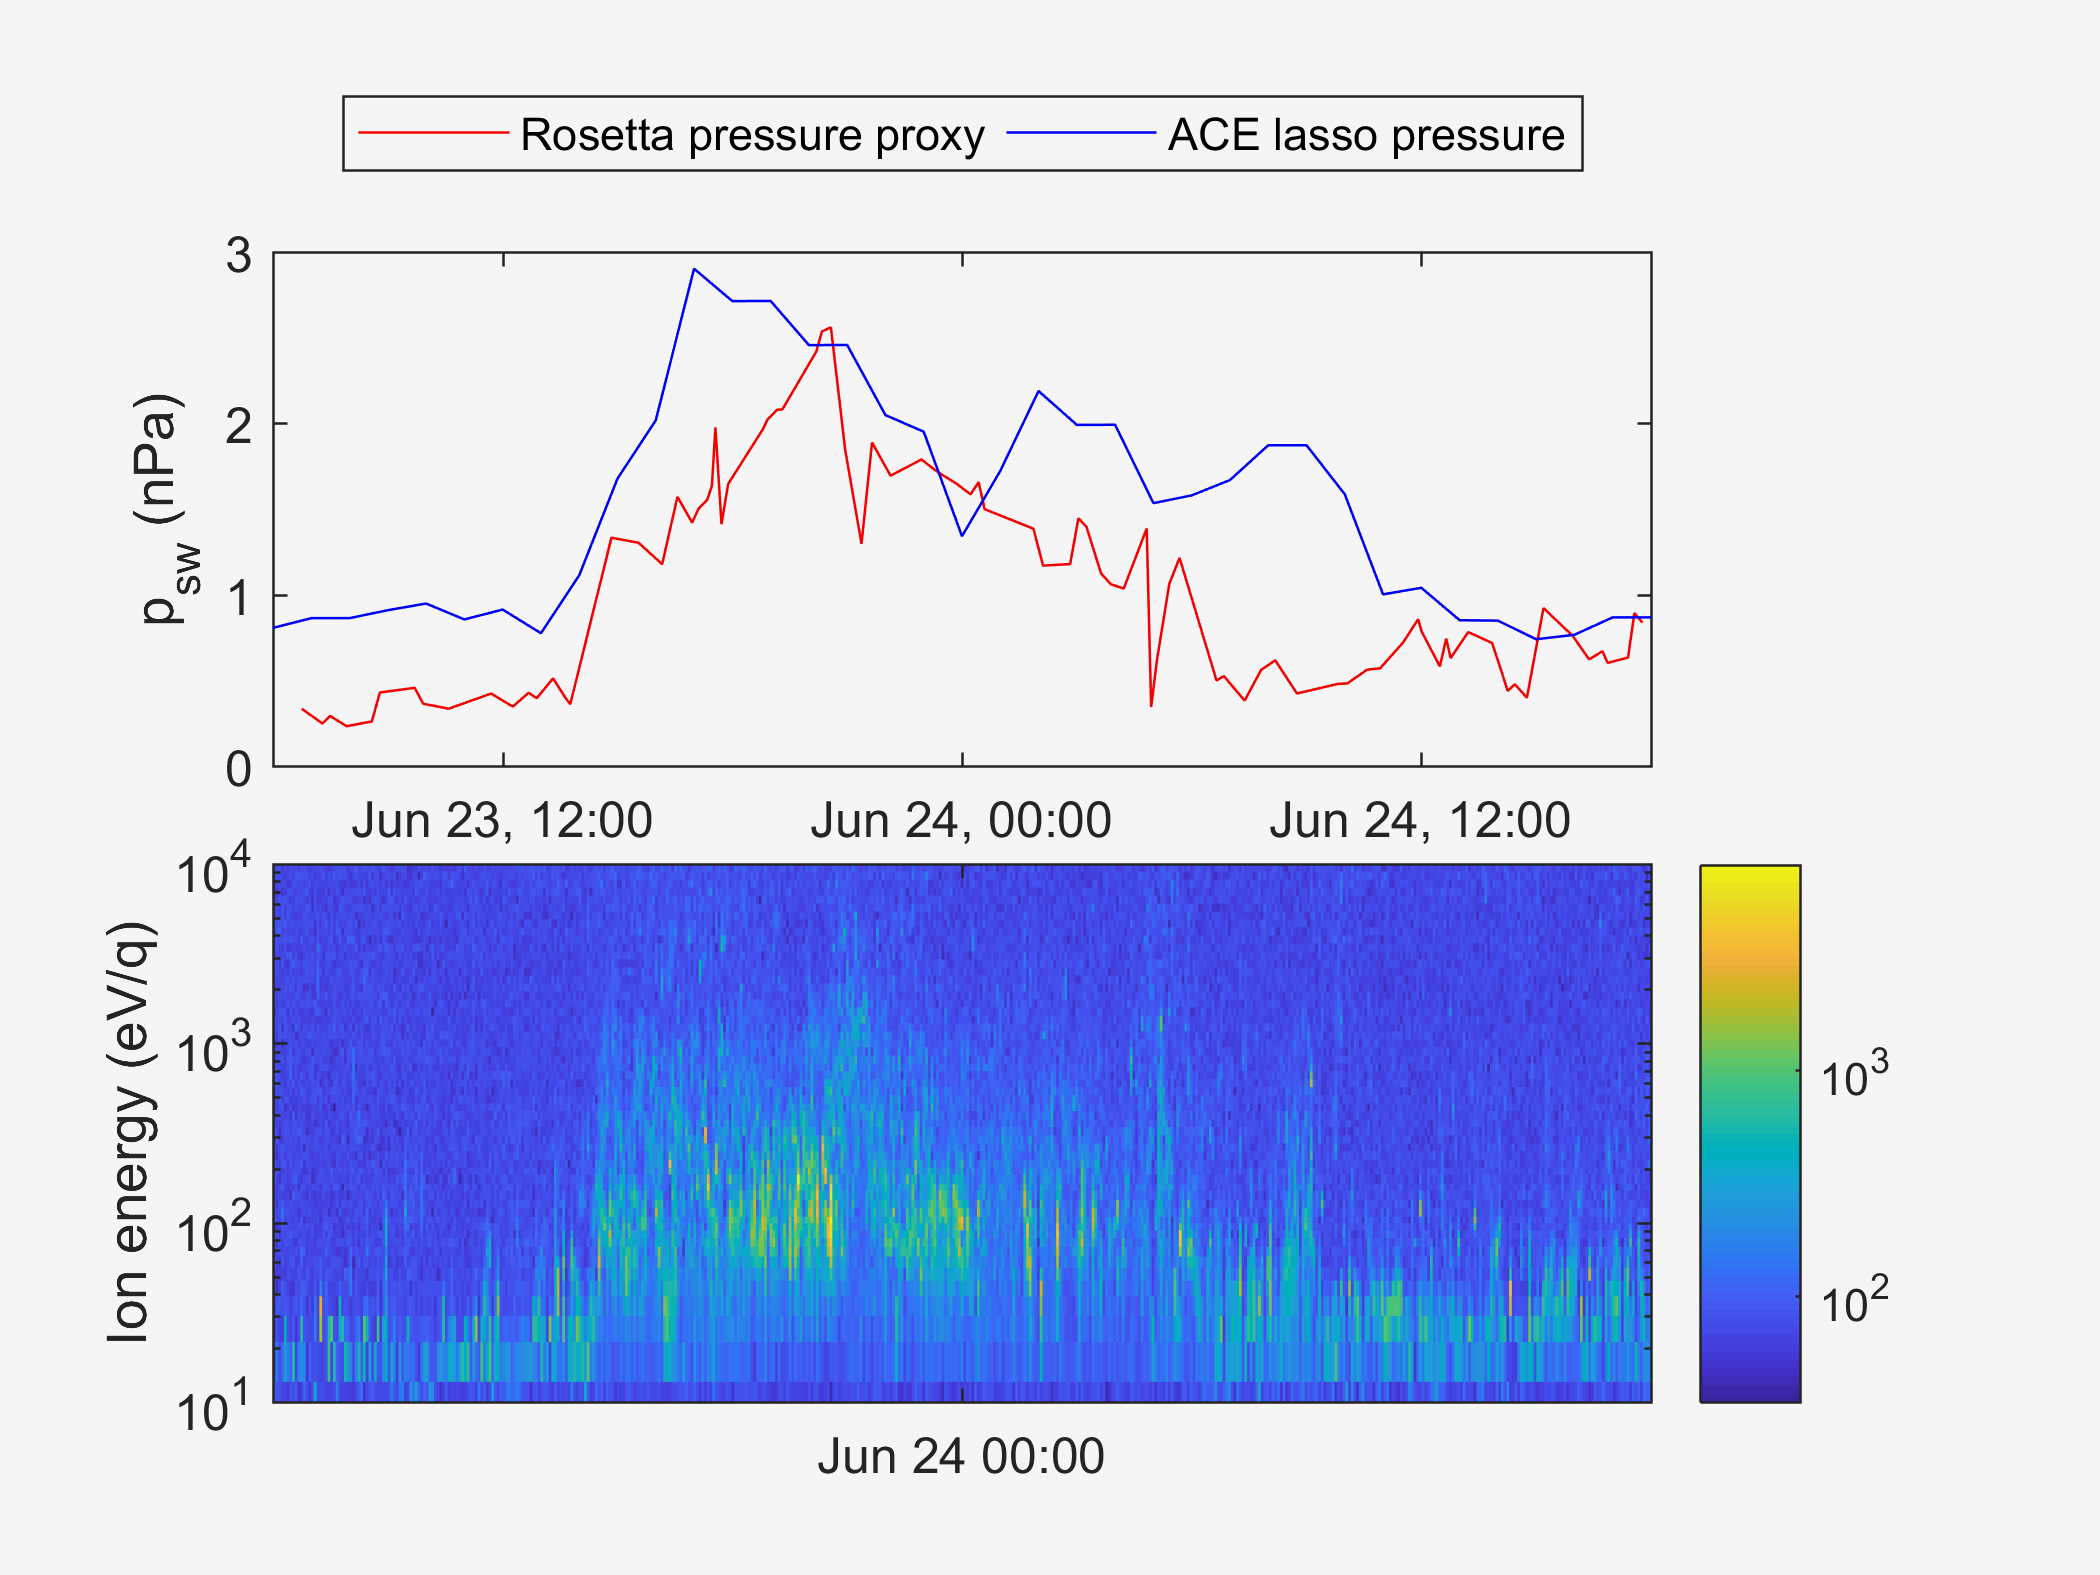 Rosetta pressure proxy ACE lasso pressure
3
2
1
0
p_sw (nPa)
Jun 23, 12:00 Jun 24, 00:00 Jun 24, 12:00
10^4
10^3
10^2
10^1
Ion energy (eV/q)
10^3
10^2
Jun 24 00:00